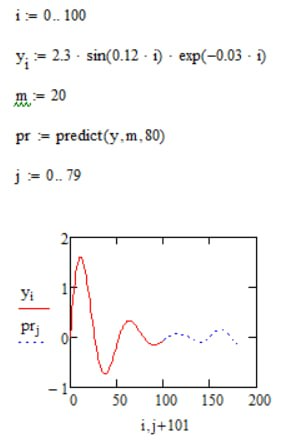 i := 0.. 100
y_i := 2.3 · sin(0.12 · i) · exp(−0.03 · i)
m := 20
pr := predict(y,m,80)
j := 0.. 79
2
y_i
1
pr_j
0
−1
0 50 100 150 200
i,j+101